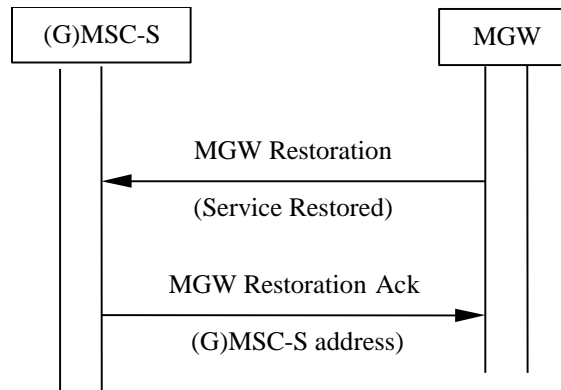 (G)MSC-S
MGW
MGW Restoration
(Service Restored)
MGW Restoration Ack
(G)MSC-S address)